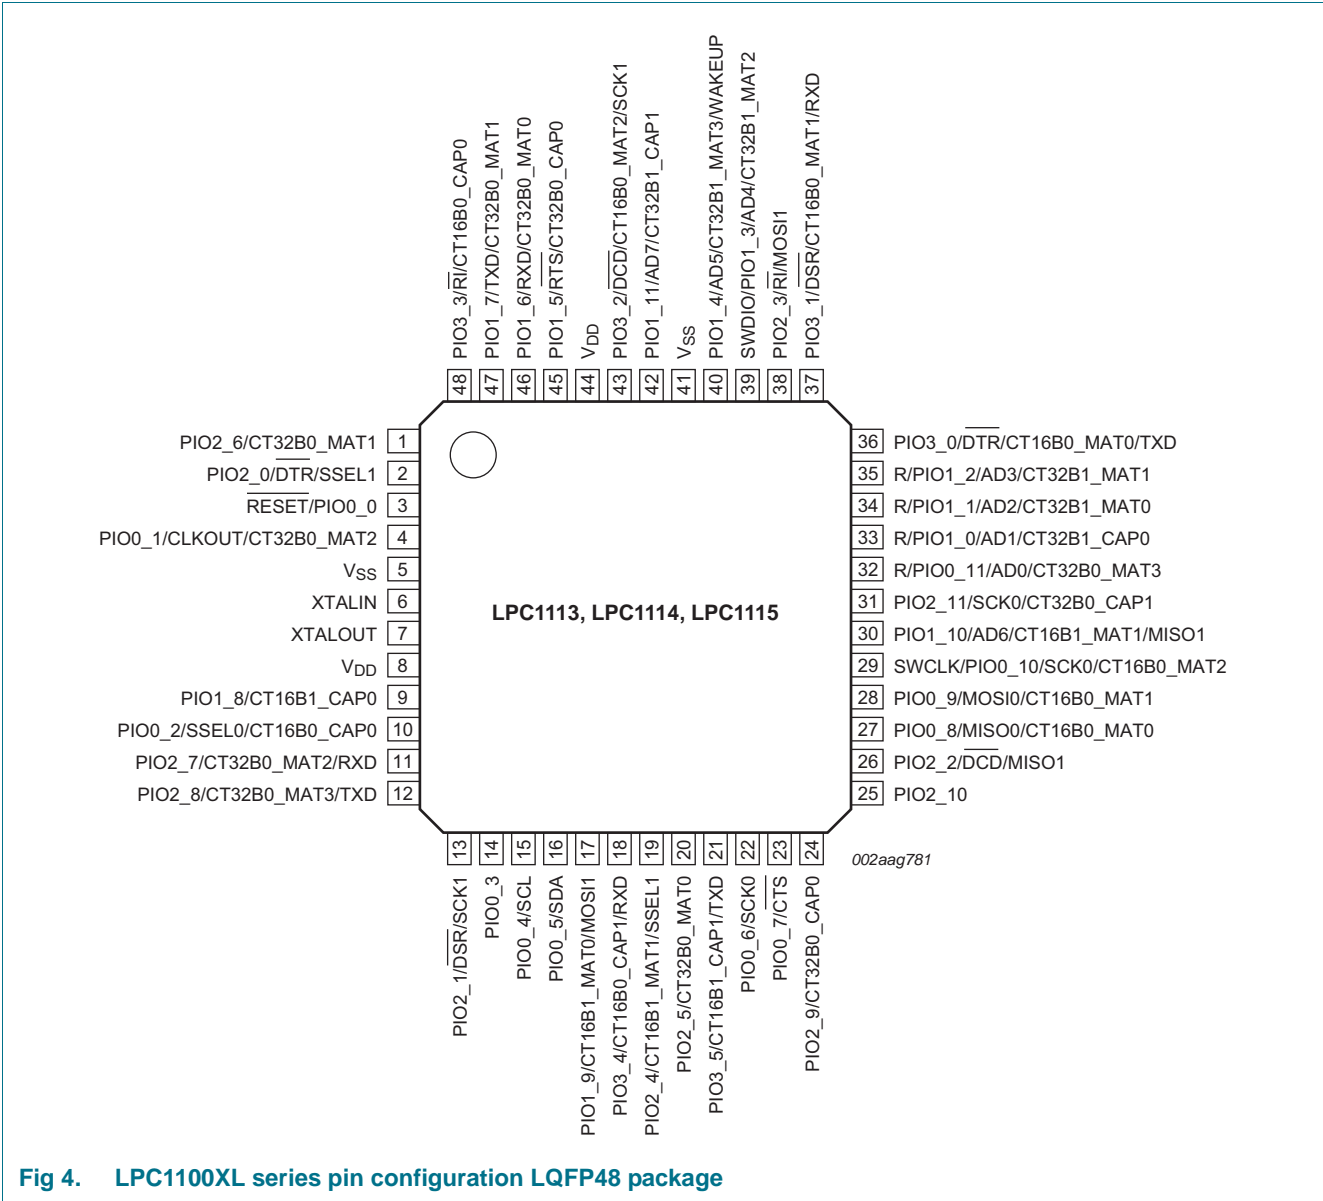 PIO3_3/RI/CT16B0_CAP0
PIO1_7/TXD/CT32B0_MAT1
PIO1_6/RXD/CT32B0_MAT0
PIO1_5/RTS/CT32B0_CAP0
VDD
PIO3_2/DCD/CT16B0_MAT2/SCK1
PIO1_11/AD7/CT32B1_CAP1
VSS
PIO1_4/AD5/CT32B1_MAT3/WAKEUP
SWDIO/PIO1_3/AD4/CT32B1_MAT2
PIO2_3/RI/MOSI1
PIO3_1/DSR/CT16B0_MAT1/RXD
48 47 46 45 44 43 42 41 40 39 38 37
PIO2_6/CT32B0_MAT1 1
PIO2_0/DTR/SSEL1 2
RESET/PIO0_0 3
PIO0_1/CLKOUT/CT32B0_MAT2 4
VSS 5
XTALIN 6
XTALOUT 7
VDD 8
PIO1_8/CT16B1_CAP0 9
PIO0_2/SSEL0/CT16B0_CAP0 10
PIO2_7/CT32B0_MAT2/RXD 11
PIO2_8/CT32B0_MAT3/TXD 12
LPC1113, LPC1114, LPC1115
36 PIO3_0/DTR/CT16B0_MAT0/TXD
35 R/PIO1_2/AD3/CT32B1_MAT1
34 R/PIO1_1/AD2/CT32B1_MAT0
33 R/PIO1_0/AD1/CT32B1_CAP0
32 R/PIO0_11/AD0/CT32B0_MAT3
31 PIO2_11/SCK0/CT32B0_CAP1
30 PIO1_10/AD6/CT16B1_MAT1/MISO1
29 SWCLK/PIO0_10/SCK0/CT16B0_MAT2
28 PIO0_9/MOSI0/CT16B0_MAT1
27 PIO0_8/MISO0/CT16B0_MAT0
26 PIO2_2/DCD/MISO1
25 PIO2_10
13 14 15 16 17 18 19 20 21 22 23 24
PIO2_1/DSR/SCK1
PIO0_3
PIO0_4/SCL
PIO0_5/SDA
PIO1_9/CT16B1_MAT0/MOSI1
PIO3_4/CT16B0_CAP1/RXD
PIO2_4/CT16B1_MAT1/SSEL1
PIO2_5/CT32B0_MAT0
PIO3_5/CT16B1_CAP1/TXD
PIO0_6/SCK0
PIO0_7/CTS
PIO2_9/CT32B0_CAP0
002aag781
Fig 4. LPC1100XL series pin configuration LQFP48 package